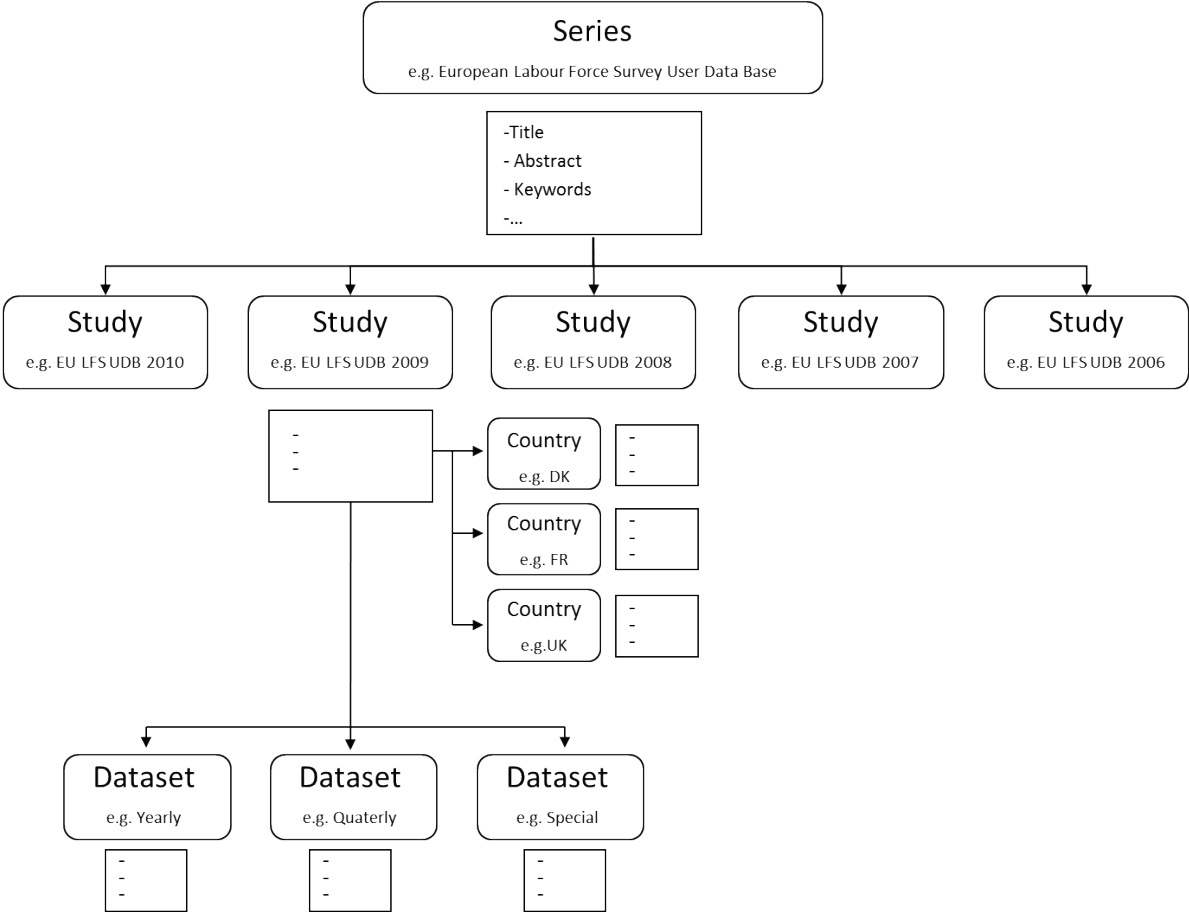 Series
e.g. European Labour Force Survey User Data Base
-Title
- Abstract
- Keywords
-...
Study
e.g. EU LFS UDB 2010
Study
e.g. EU LFS UDB 2009
Study
e.g. EU LFS UDB 2008
Study
e.g. EU LFS UDB 2007
Study
e.g. EU LFS UDB 2006
-
-
-
Country
e.g. DK
-
-
-
Country
e.g. FR
-
-
-
Country
e.g.UK
-
-
-
Dataset
e.g. Yearly
Dataset
e.g. Quaterly
Dataset
e.g. Special
-
-
-
-
-
-
-
-
-